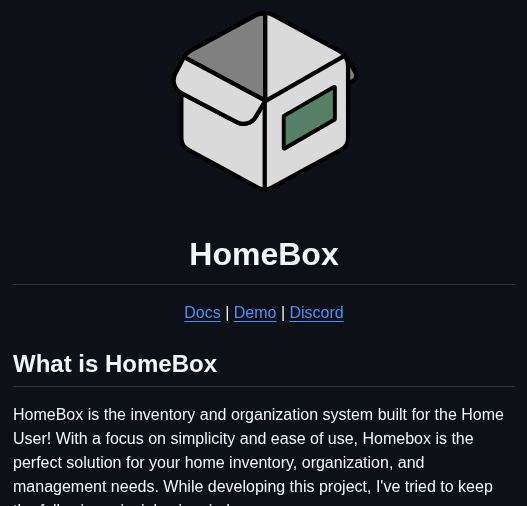 HomeBox
Docs | Demo | Discord
What is HomeBox
HomeBox is the inventory and organization system built for the Home
User! With a focus on simplicity and ease of use, Homebox is the
perfect solution for your home inventory, organization, and
management needs. While developing this project, I've tried to keep